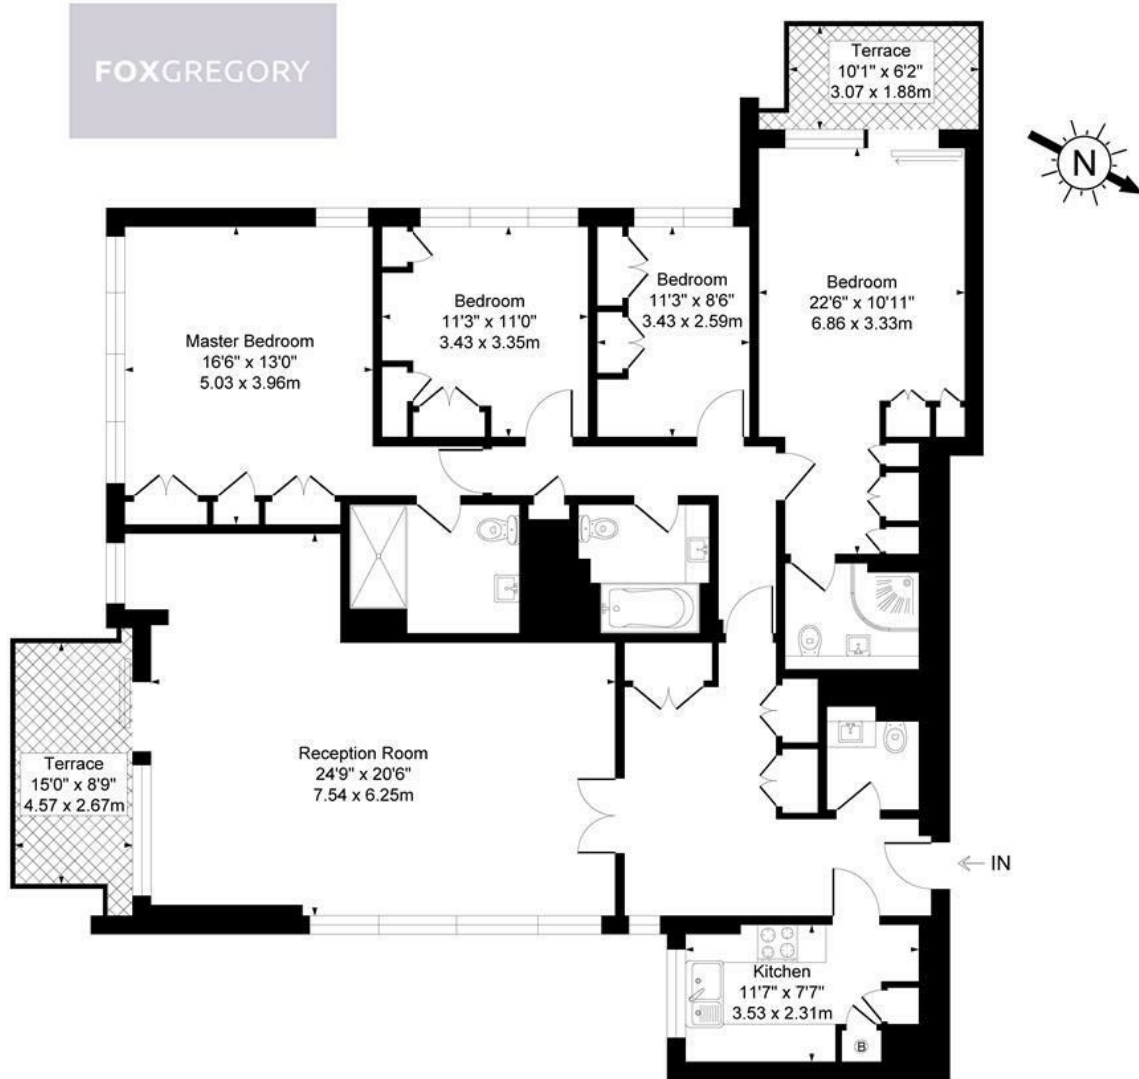 FOXGREGORY
Terrace
10'1" x 6'2"
3.07 x 1.88m
N
Bedroom
22'6" x 10'11"
6.86 x 3.33m
Bedroom
11'3" x 8'6"
3.43 x 2.59m
Bedroom
11'3" x 11'0"
3.43 x 3.35m
Master Bedroom
16'6" x 13'0"
5.03 x 3.96m
Reception Room
24'9" x 20'6"
7.54 x 6.25m
Terrace
15'0" x 8'9"
4.57 x 2.67m
IN
Kitchen
11'7" x 7'7"
3.53 x 2.31m
B